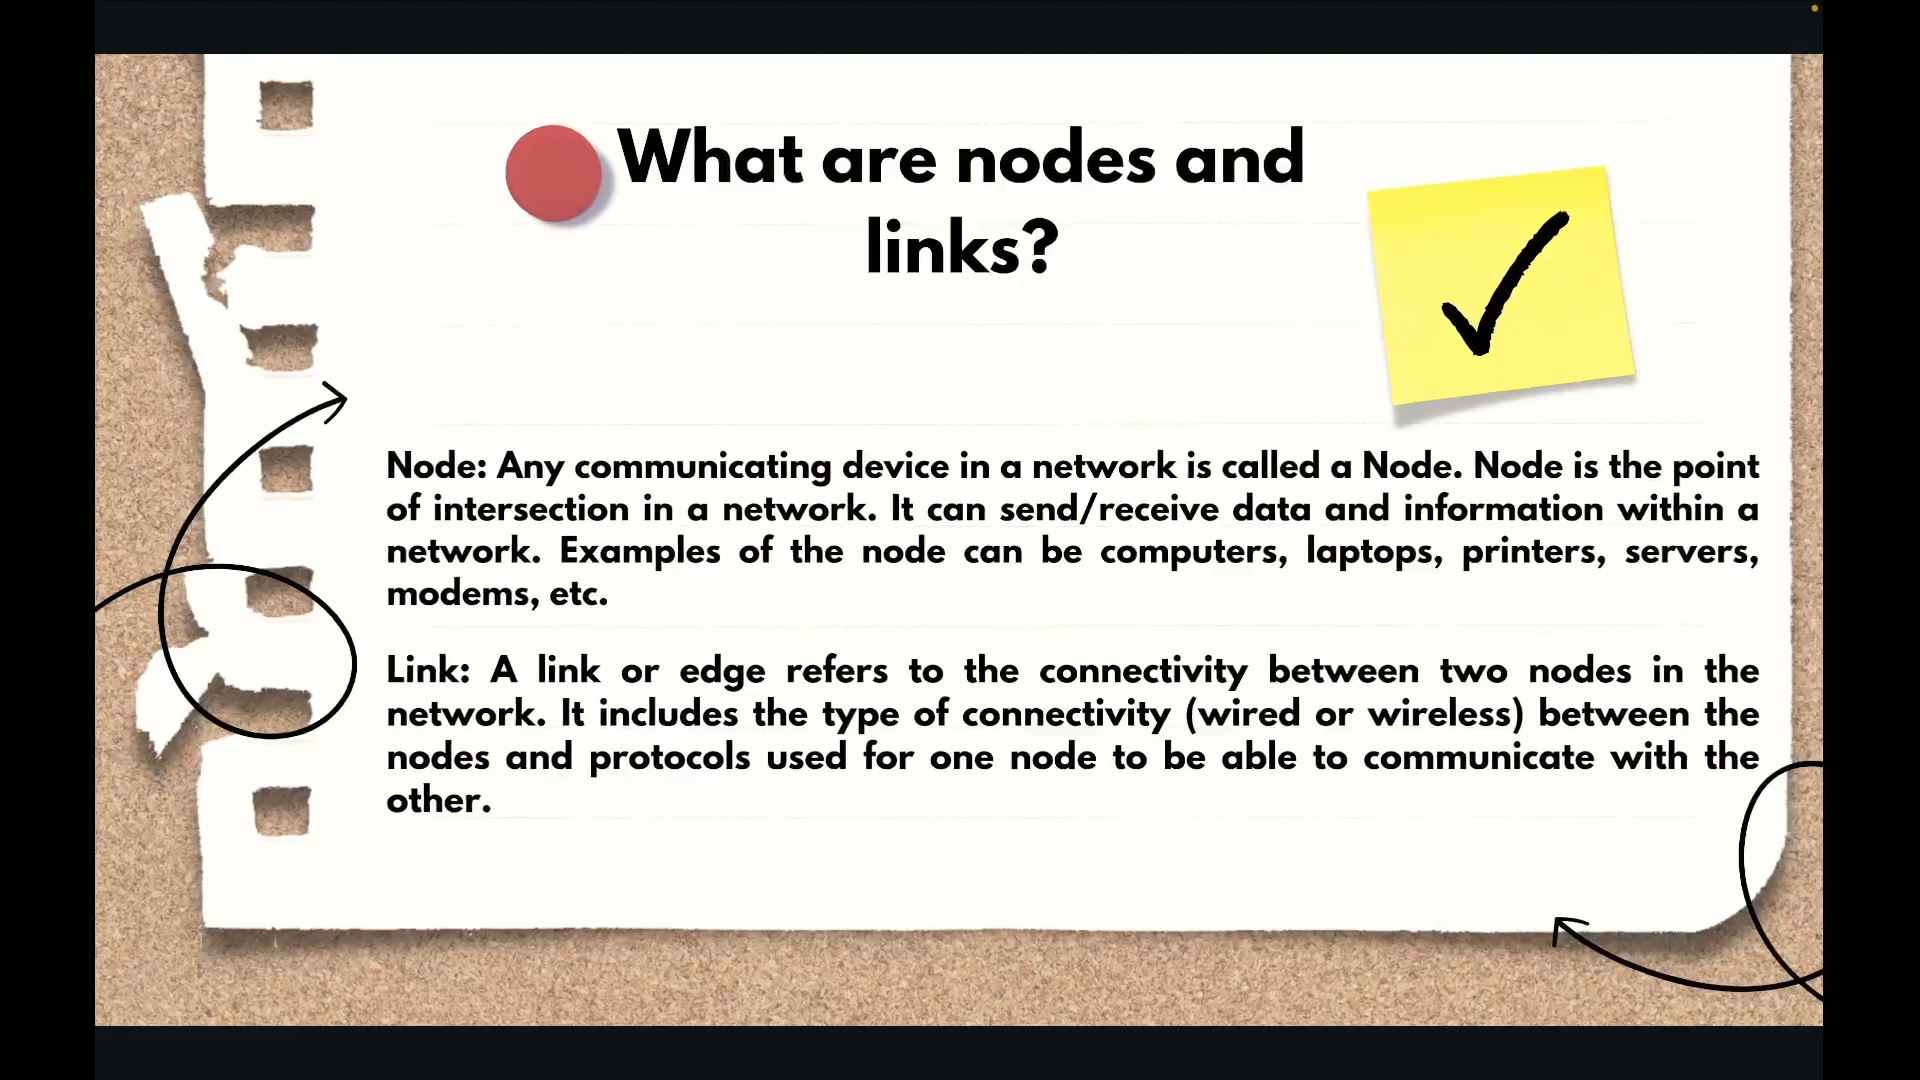 What are nodes and
links?
Node: Any communicating device in a network is called a Node. Node is the point
of intersection in a network. It can send/receive data and information within a
network. Examples of the node can be computers, laptops, printers, servers,
modems, etc.
Link: A link or edge refers to the connectivity between two nodes in the
network. It includes the type of connectivity (wired or wireless) between the
nodes and protocols used for one node to be able to communicate with the
other.